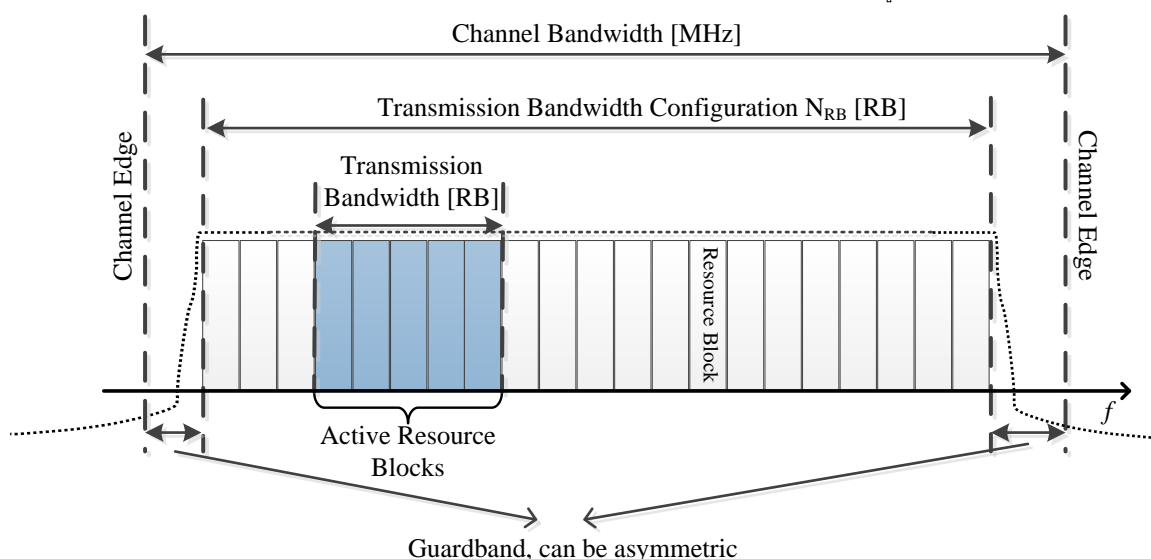 Channel Bandwidth [MHz]
Transmission Bandwidth Configuration N_RB [RB]
Transmission
Bandwidth [RB]
Channel Edge
Channel Edge
Resource Block
f
Active Resource
Blocks
Guardband, can be asymmetric